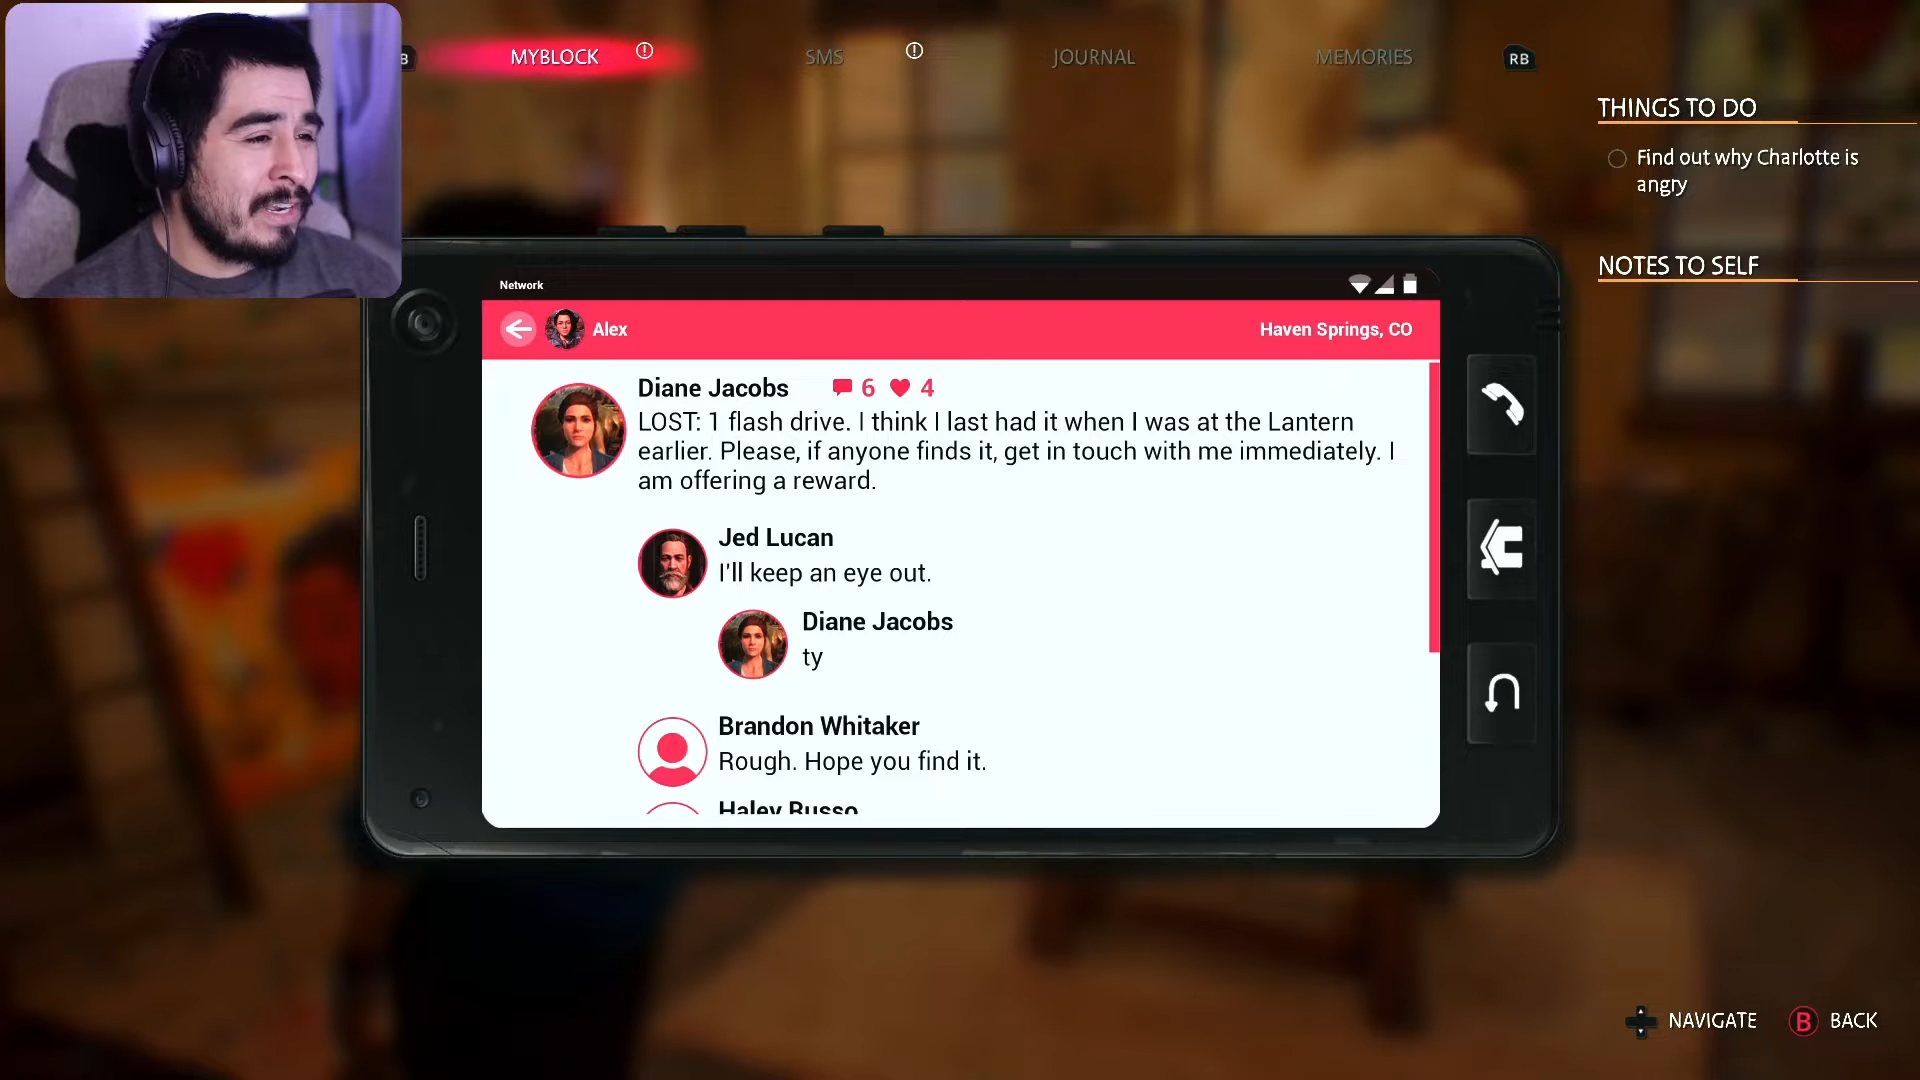 B
MYBLOCK
SMS
JOURNAL
MEMORIES
RB
THINGS TO DO
Find out why Charlotte is
angry
NOTES TO SELF
Network
Alex
Haven Springs, CO
Diane Jacobs 6 4
LOST: 1 flash drive. I think I last had it when I was at the Lantern
earlier. Please, if anyone finds it, get in touch with me immediately. I
am offering a reward.
Jed Lucan
I'll keep an eye out.
Diane Jacobs
ty
Brandon Whitaker
Rough. Hope you find it.
Haley Russo
NAVIGATE
B BACK